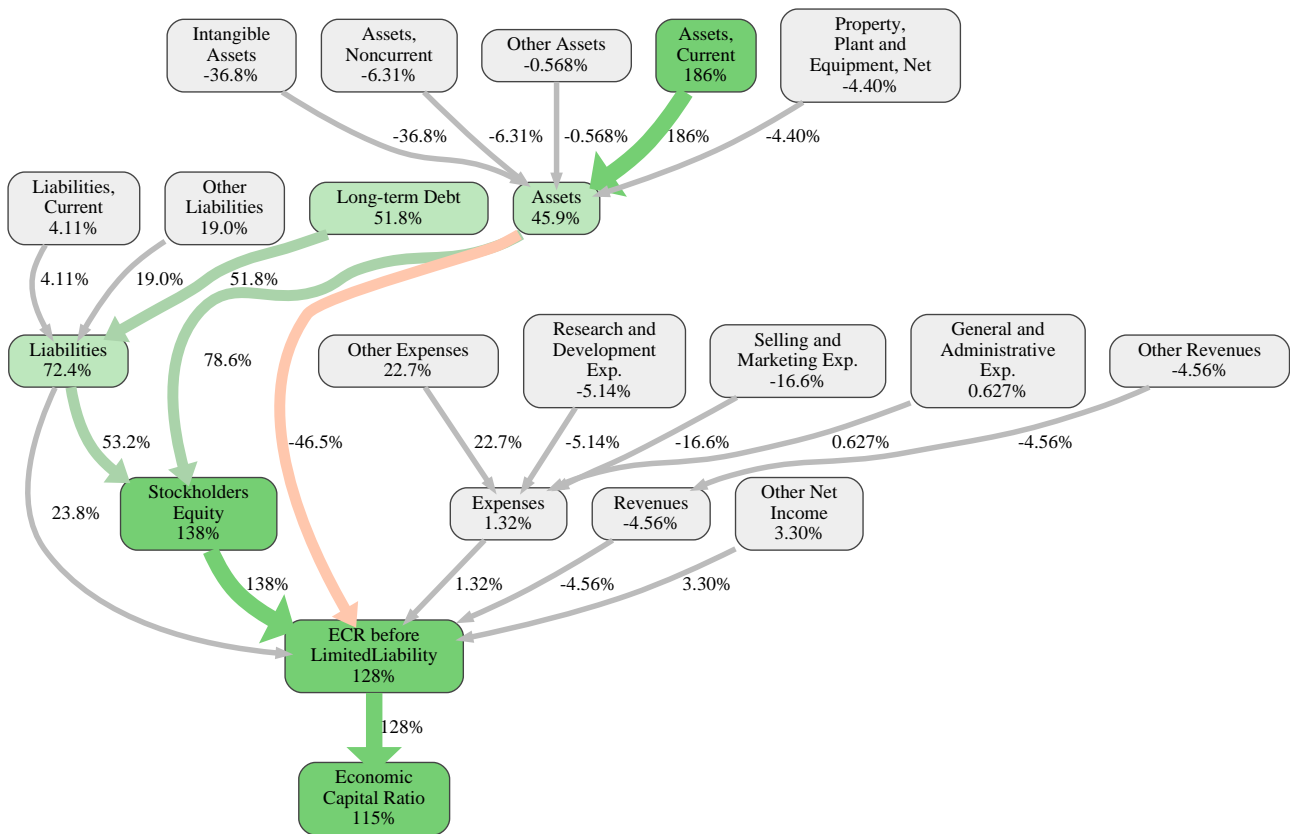 Intangible
Assets
-36.8%
Assets,
Noncurrent
-6.31%
Other Assets
-0.568%
Assets,
Current
186%
Property,
Plant and
Equipment, Net
-4.40%
-36.8%
-6.31%
-0.568%
186%
-4.40%
Liabilities,
Current
4.11%
Other
Liabilities
19.0%
Long-term Debt
51.8%
Assets
45.9%
4.11%
19.0%
51.8%
Liabilities
72.4%
78.6%
Other Expenses
22.7%
Research and
Development
Exp.
-5.14%
Selling and
Marketing Exp.
-16.6%
General and
Administrative
Exp.
0.627%
Other Revenues
-4.56%
53.2%
-46.5%
22.7%
-5.14%
-16.6%
0.627%
-4.56%
23.8%
Stockholders
Equity
138%
Expenses
1.32%
Revenues
-4.56%
Other Net
Income
3.30%
138%
1.32%
-4.56%
3.30%
ECR before
LimitedLiability
128%
128%
Economic
Capital Ratio
115%